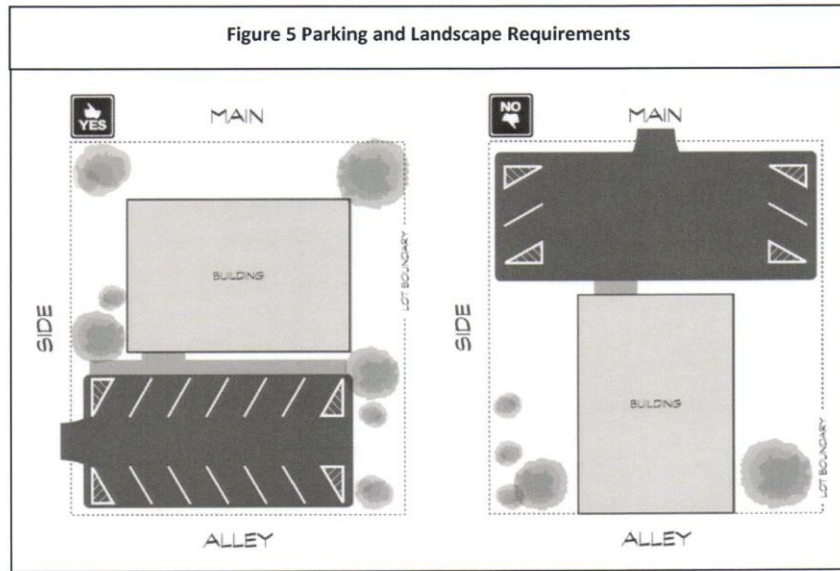 Figure 5 Parking and Landscape Requirements
YES
MAIN
BUILDING
LOT BOUNDARY
SIDE
ALLEY
NO
MAIN
SIDE
BUILDING
LOT BOUNDARY
ALLEY